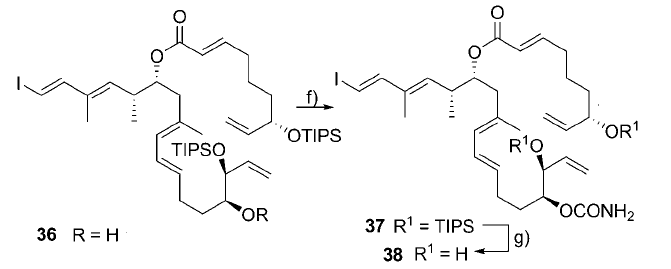 O
O
I
f)
OTIPS
TIPSO
OR
36 R = H
O
O
I
OR¹
R¹O
OCONH₂
37 R¹ = TIPS
g)
38 R¹ = H